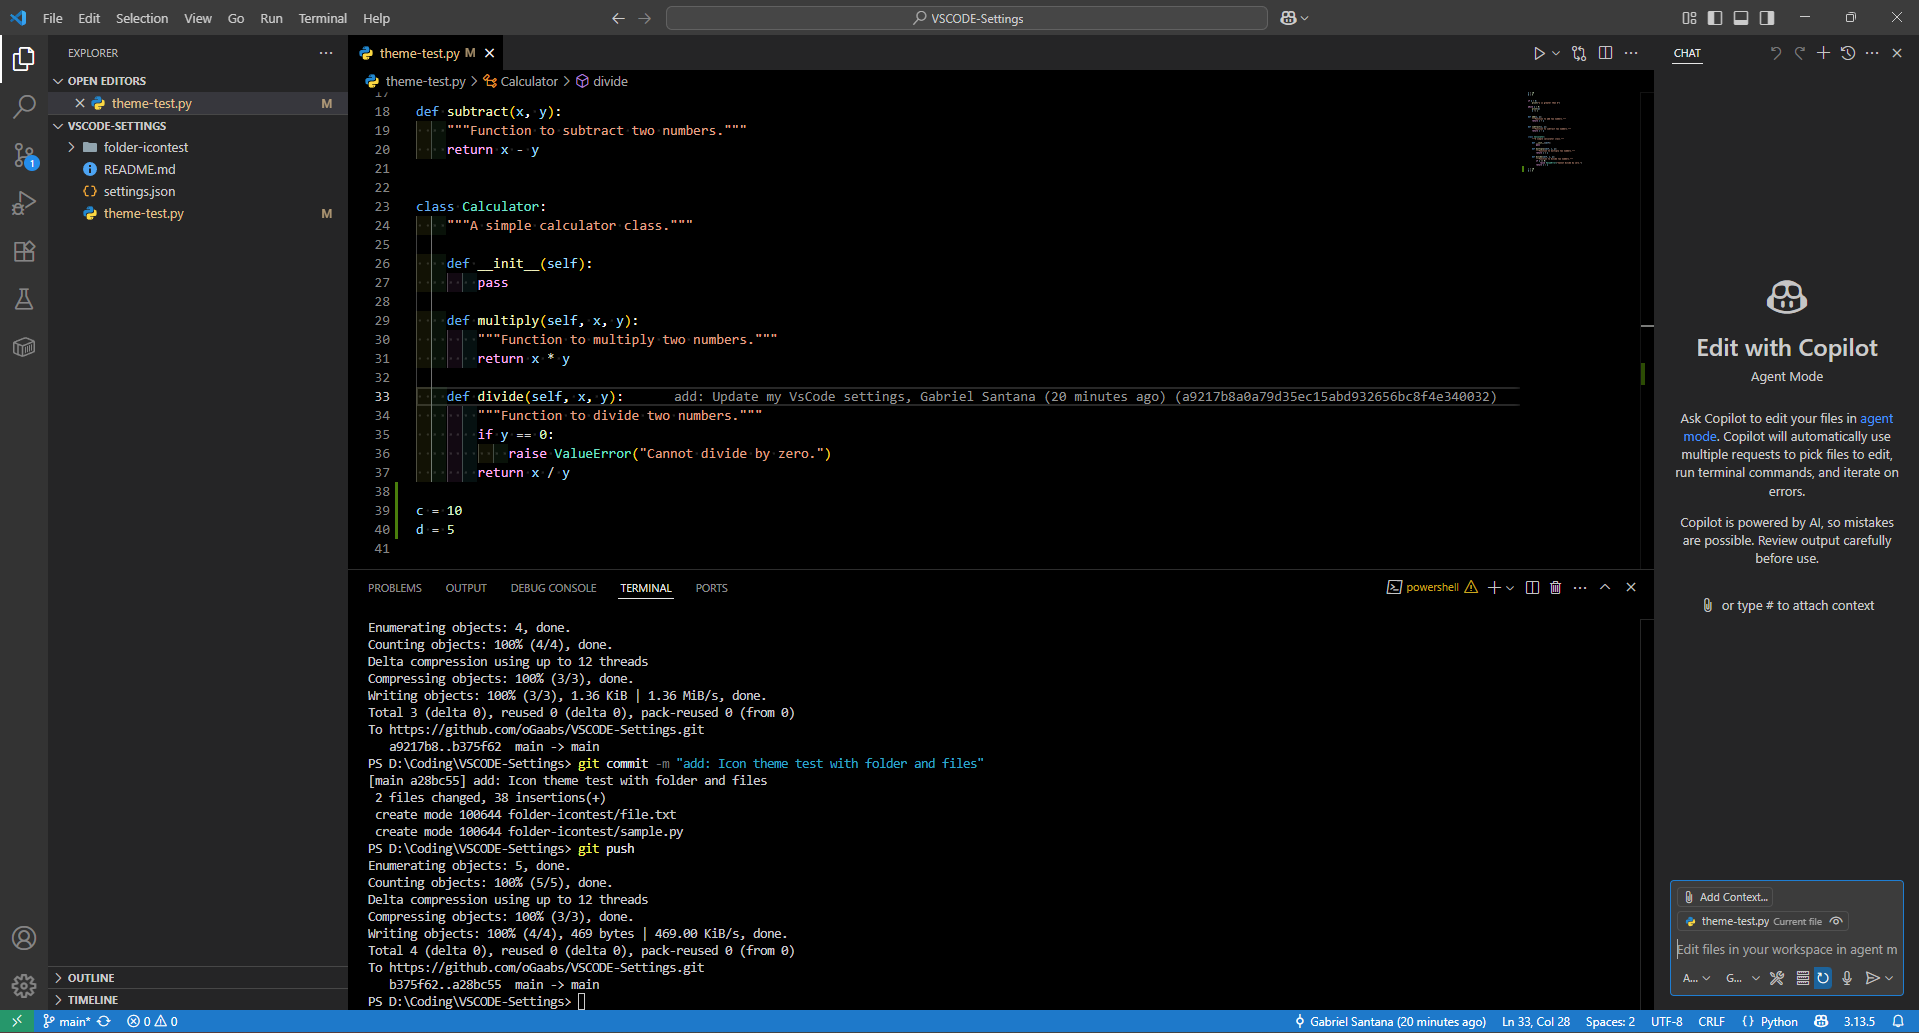 File Edit Selection View Go Run Terminal Help
VSCODE-Settings
EXPLORER
OPEN EDITORS
theme-test.py M
VSCODE-SETTINGS
folder-icontest
README.md
settings.json
theme-test.py M
1
OUTLINE
TIMELINE
theme-test.py M
theme-test.py > Calculator > divide
17
18 def subtract(x, y):
19 """Function to subtract two numbers."""
20 return x - y
21
22
23 class Calculator:
24 """A simple calculator class."""
25
26 def __init__(self):
27 pass
28
29 def multiply(self, x, y):
30 """Function to multiply two numbers."""
31 return x * y
32
33 def divide(self, x, y): add: Update my VsCode settings, Gabriel Santana (20 minutes ago) (a9217b8a0a79d35ec15abd932656bc8f4e340032)
34 """Function to divide two numbers."""
35 if y == 0:
36 raise ValueError("Cannot divide by zero.")
37 return x / y
38
39 c = 10
40 d = 5
41
PROBLEMS OUTPUT DEBUG CONSOLE TERMINAL PORTS
powershell
Enumerating objects: 4, done.
Counting objects: 100% (4/4), done.
Delta compression using up to 12 threads
Compressing objects: 100% (3/3), done.
Writing objects: 100% (3/3), 1.36 KiB | 1.36 MiB/s, done.
Total 3 (delta 0), reused 0 (delta 0), pack-reused 0 (from 0)
To https://github.com/oGaabs/VSCODE-Settings.git
a9217b8..b375f62 main -> main
PS D:\Coding\VSCODE-Settings> git commit -m "add: Icon theme test with folder and files"
[main a28bc55] add: Icon theme test with folder and files
2 files changed, 38 insertions(+)
create mode 100644 folder-icontest/file.txt
create mode 100644 folder-icontest/sample.py
PS D:\Coding\VSCODE-Settings> git push
Enumerating objects: 5, done.
Counting objects: 100% (5/5), done.
Delta compression using up to 12 threads
Compressing objects: 100% (3/3), done.
Writing objects: 100% (4/4), 469 bytes | 469.00 KiB/s, done.
Total 4 (delta 0), reused 0 (delta 0), pack-reused 0 (from 0)
To https://github.com/oGaabs/VSCODE-Settings.git
b375f62..a28bc55 main -> main
PS D:\Coding\VSCODE-Settings>
CHAT
Edit with Copilot
Agent Mode
Ask Copilot to edit your files in agent
mode. Copilot will automatically use
multiple requests to pick files to edit,
run terminal commands, and iterate on
errors.
Copilot is powered by AI, so mistakes
are possible. Review output carefully
before use.
or type # to attach context
Add Context...
theme-test.py Current file
Edit files in your workspace in agent m
A... G...
main* 0 0
Gabriel Santana (20 minutes ago) Ln 33, Col 28 Spaces: 2 UTF-8 CRLF {} Python 3.13.5